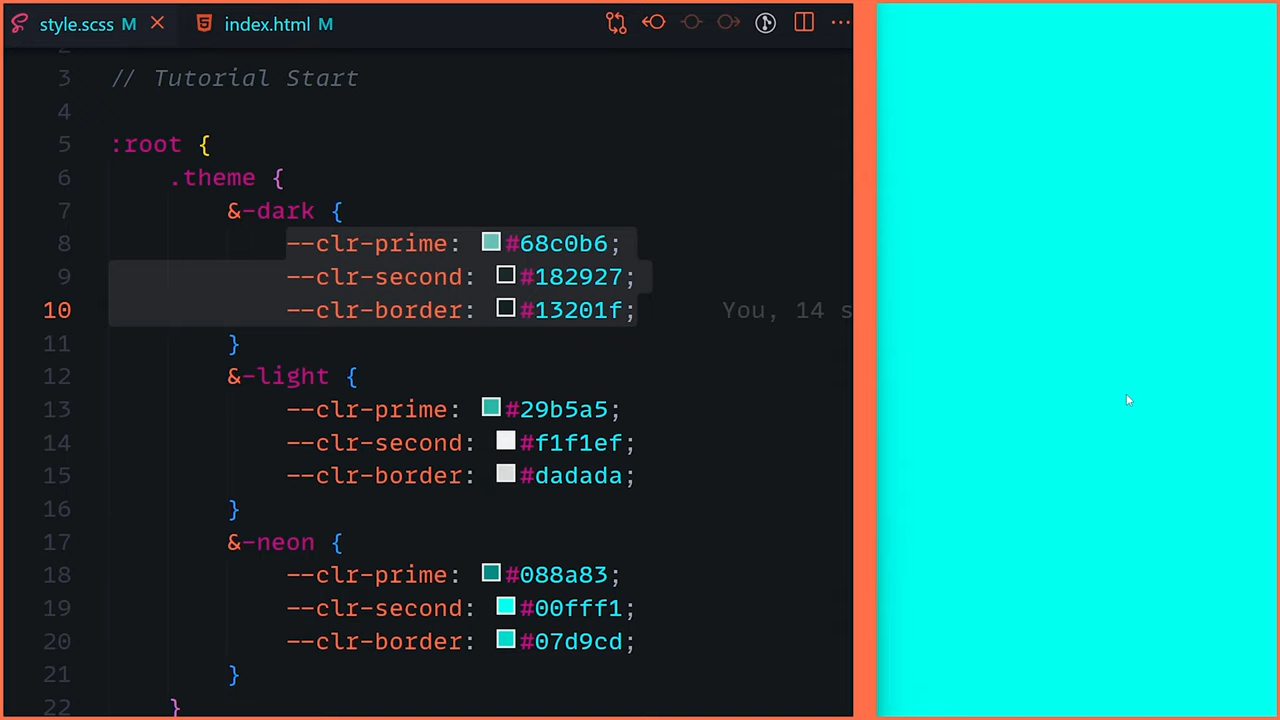 style.scss M index.html M
2
3 // Tutorial Start
4
5 :root {
6 .theme {
7 &-dark {
8 --clr-prime: #68c0b6;
9 --clr-second: #182927;
10 --clr-border: #13201f; You, 14 s
11 }
12 &-light {
13 --clr-prime: #29b5a5;
14 --clr-second: #f1f1ef;
15 --clr-border: #dadada;
16 }
17 &-neon {
18 --clr-prime: #088a83;
19 --clr-second: #00fff1;
20 --clr-border: #07d9cd;
21 }
22 }